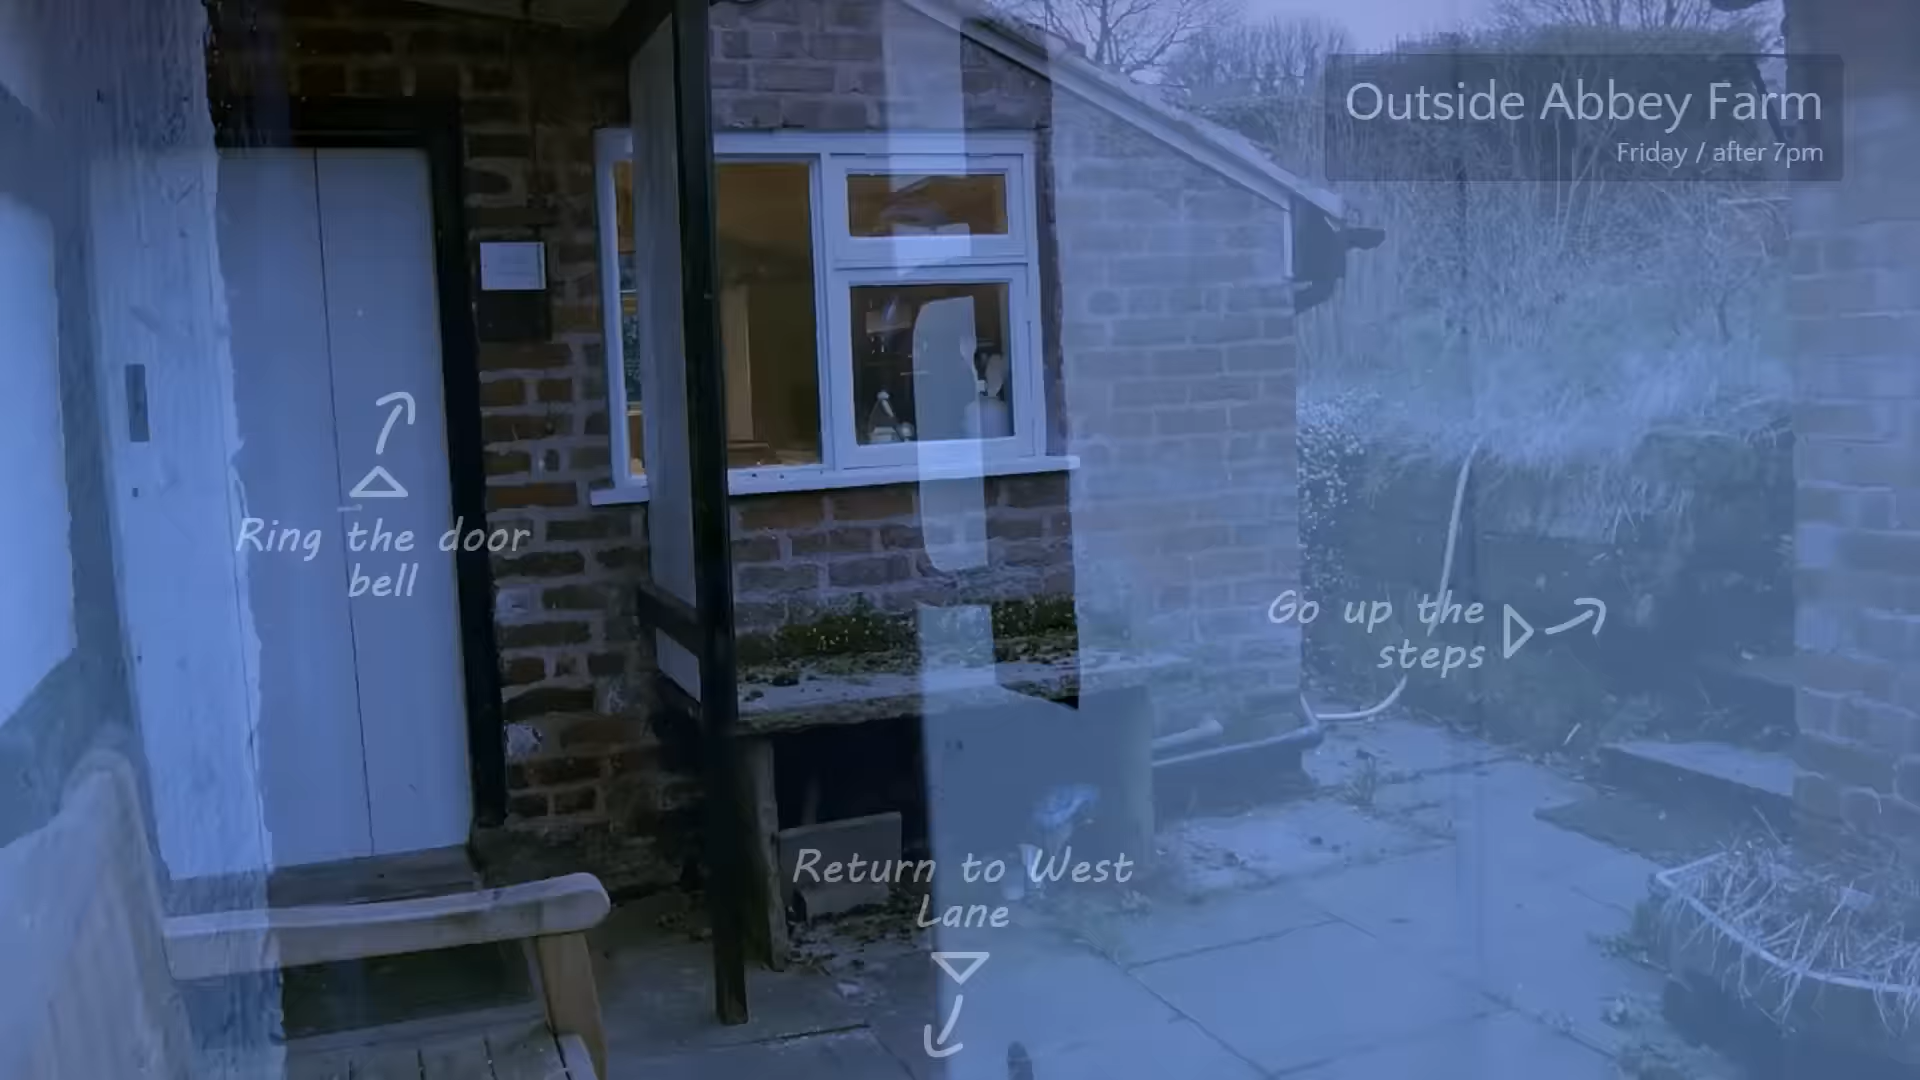 Outside Abbey Farm
Friday / after 7pm
Ring the door
bell
Go up the
steps
Return to West
Lane